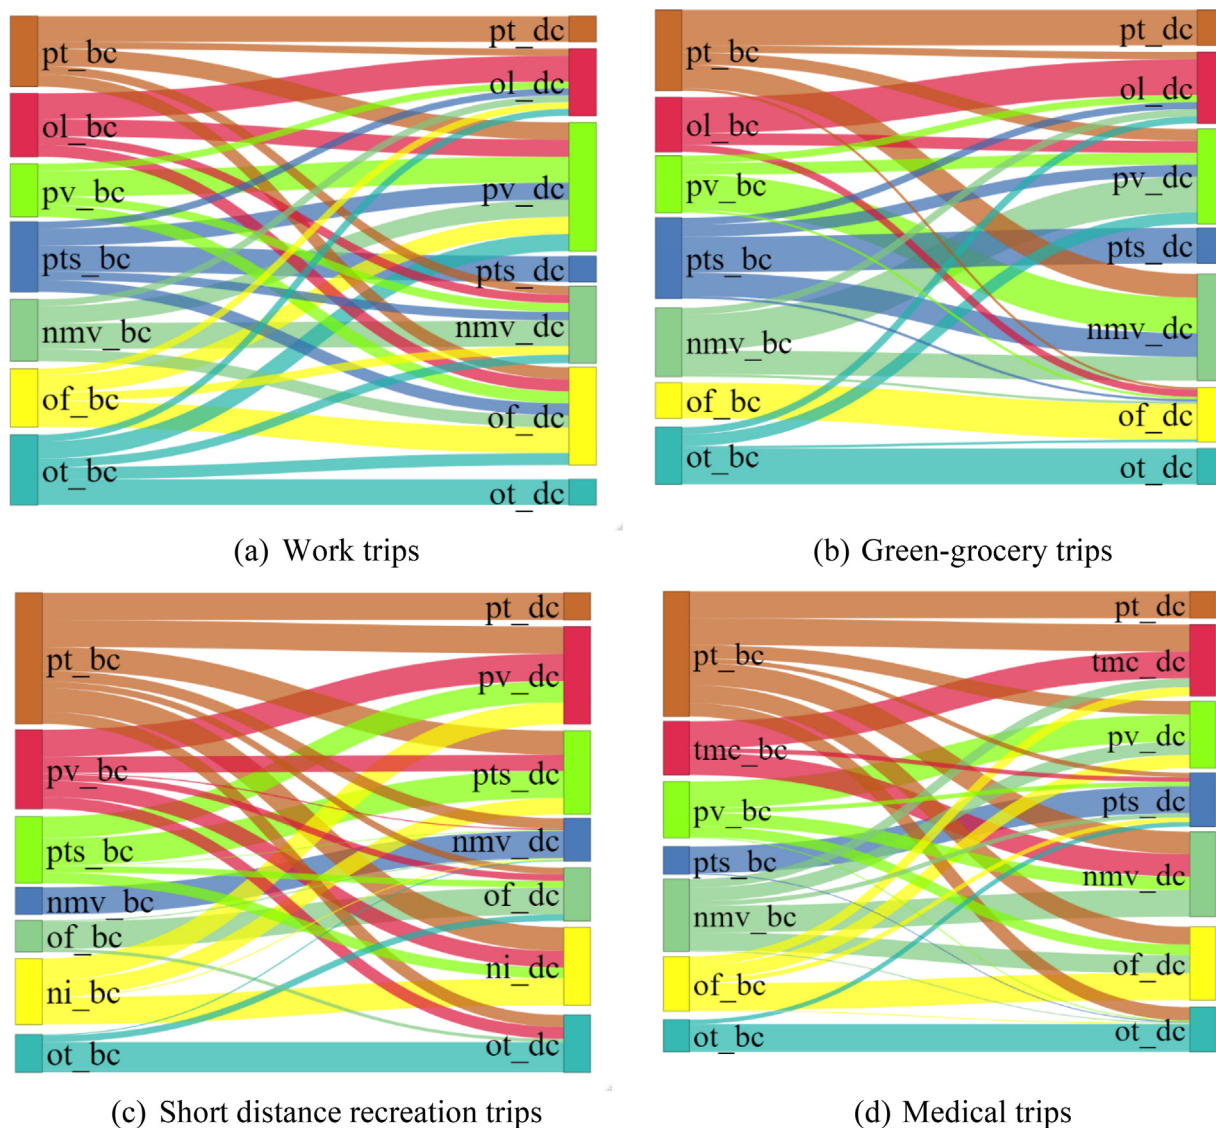 pt_bc
ol_bc
pv_bc
pts_bc
nmv_bc
of_bc
ot_bc
pt_dc
ol_dc
pv_dc
pts_dc
nmv_dc
of_dc
ot_dc
(a) Work trips
pt_bc
ol_bc
pv_bc
pts_bc
nmv_bc
of_bc
ot_bc
pt_dc
ol_dc
pv_dc
pts_dc
nmv_dc
of_dc
ot_dc
(b) Green-grocery trips
pt_bc
pv_bc
pts_bc
nmv_bc
of_bc
ni_bc
ot_bc
pt_dc
pv_dc
pts_dc
nmv_dc
of_dc
ni_dc
ot_dc
(c) Short distance recreation trips
pt_bc
tmc_bc
pv_bc
pts_bc
nmv_bc
of_bc
ot_bc
pt_dc
tmc_dc
pv_dc
pts_dc
nmv_dc
of_dc
ot_dc
(d) Medical trips